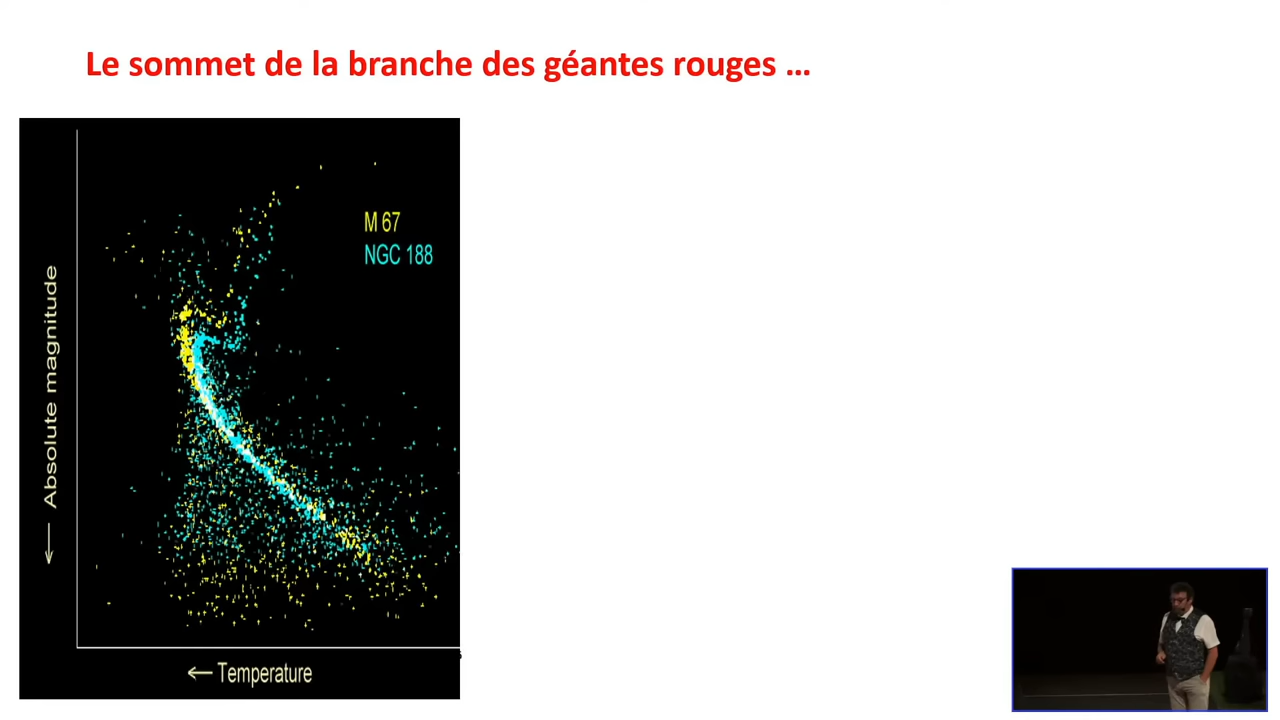 Le sommet de la branche des géantes rouges ...
M 67
NGC 188
← Absolute magnitude
← Temperature